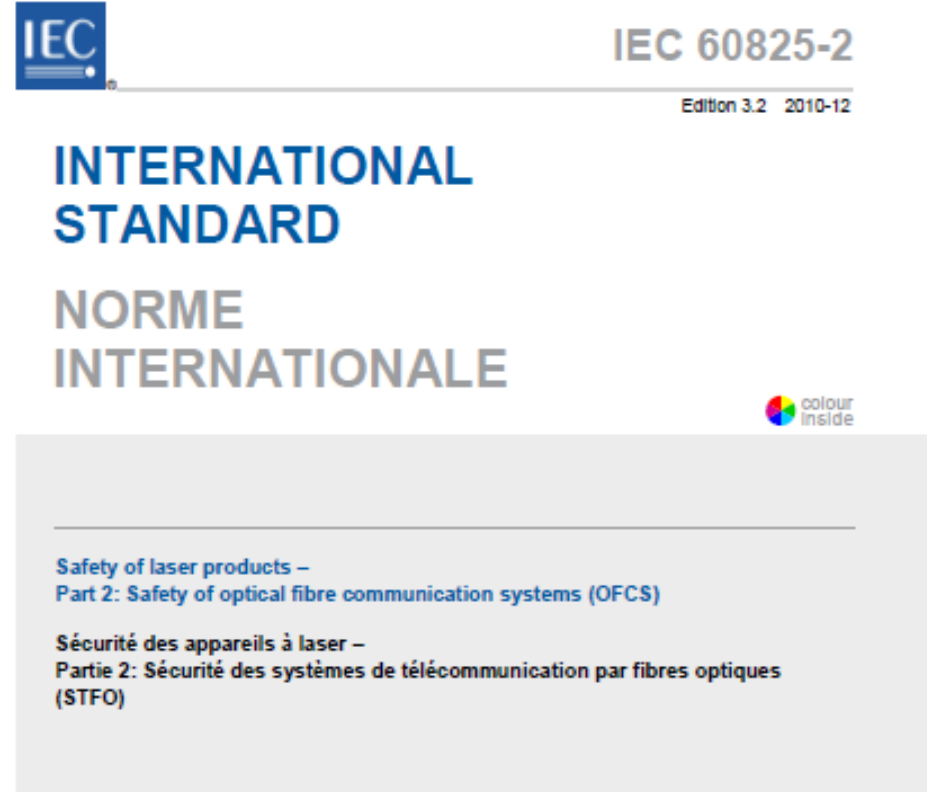 IEC
®
IEC 60825-2
Edition 3.2 2010-12
INTERNATIONAL
STANDARD
NORME
INTERNATIONALE
colour
inside
Safety of laser products –
Part 2: Safety of optical fibre communication systems (OFCS)
Sécurité des appareils à laser –
Partie 2: Sécurité des systèmes de télécommunication par fibres optiques
(STFO)